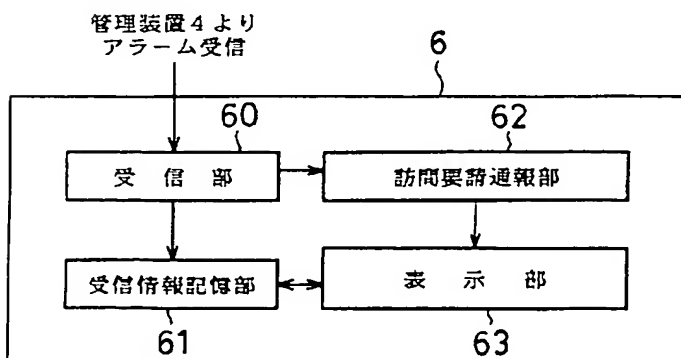 管理装置4より
アラーム受信
6
60
62
受信部
訪問要請通報部
受信情報記憶部
表示部
61
63